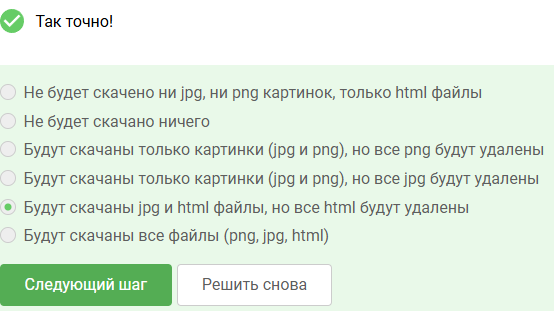 Так точно!
Не будет скачено ни jpg, ни png картинок, только html файлы
Не будет скачано ничего
Будут скачаны только картинки (jpg и png), но все png будут удалены
Будут скачаны только картинки (jpg и png), но все jpg будут удалены
Будут скачаны jpg и html файлы, но все html будут удалены
Будут скачаны все файлы (png, jpg, html)
Следующий шаг
Решить снова